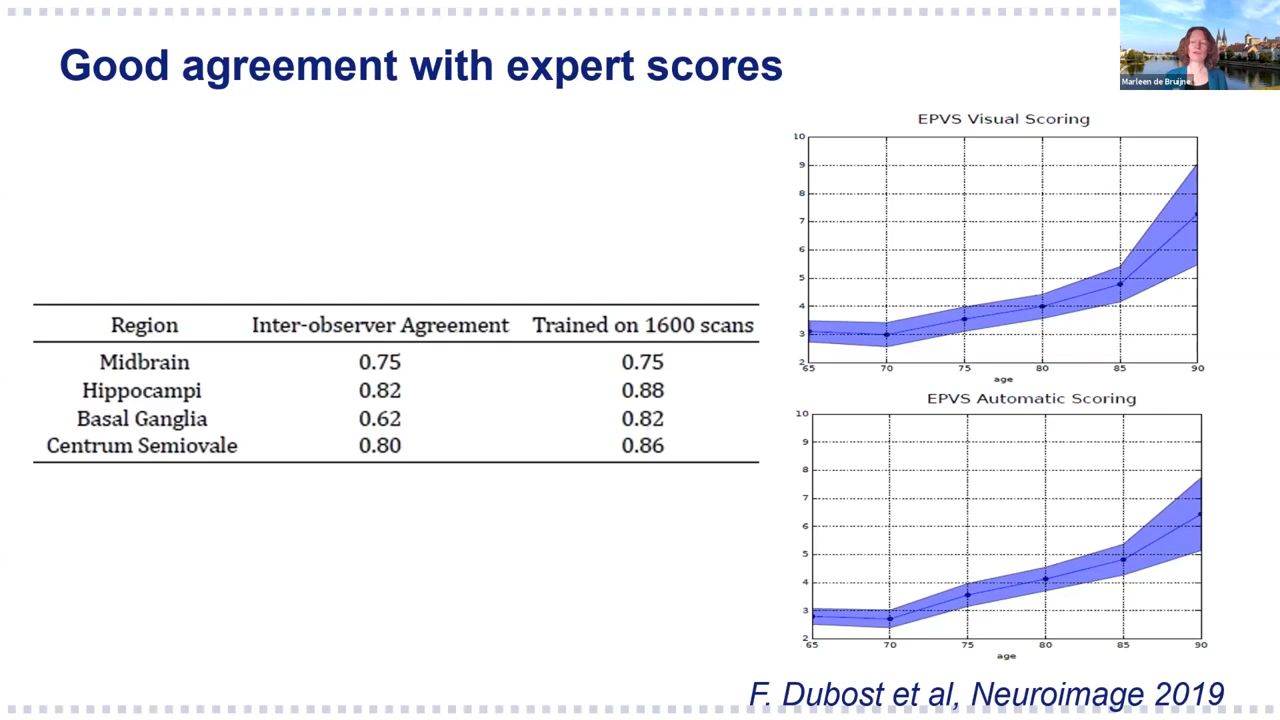 Good agreement with expert scores
Marleen de Bruijne
Region Inter-observer Agreement Trained on 1600 scans
Midbrain 0.75 0.75
Hippocampi 0.82 0.88
Basal Ganglia 0.62 0.82
Centrum Semiovale 0.80 0.86
EPVS Visual Scoring
10
9
8
7
6
5
4
3
2
65 70 75 80 85 90
age
EPVS Automatic Scoring
10
9
8
7
6
5
4
3
2
65 70 75 80 85 90
age
F. Dubost et al, Neuroimage 2019